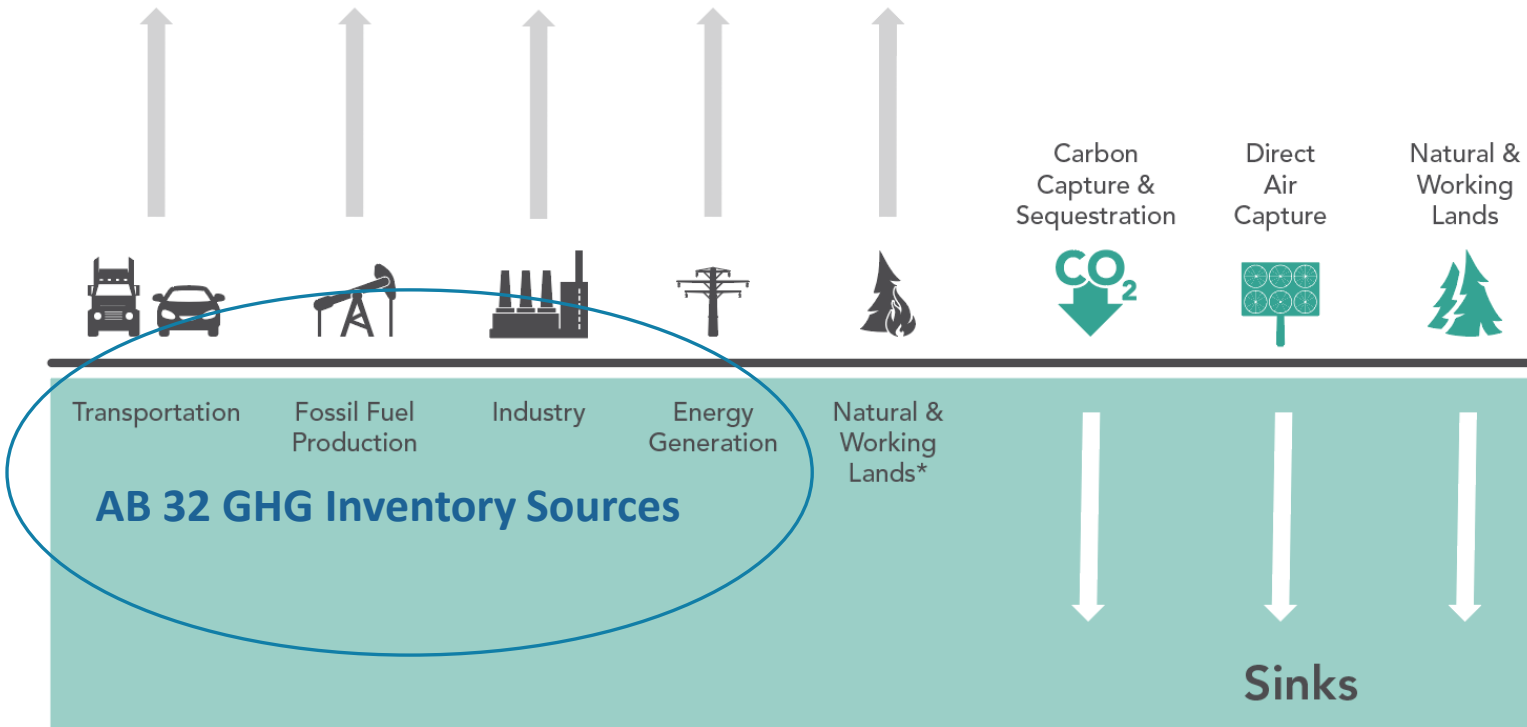 Carbon
Capture &
Sequestration
Direct
Air
Capture
Natural &
Working
Lands
CO2
Transportation
Fossil Fuel
Production
Industry
Energy
Generation
Natural &
Working
Lands*
AB 32 GHG Inventory Sources
Sinks